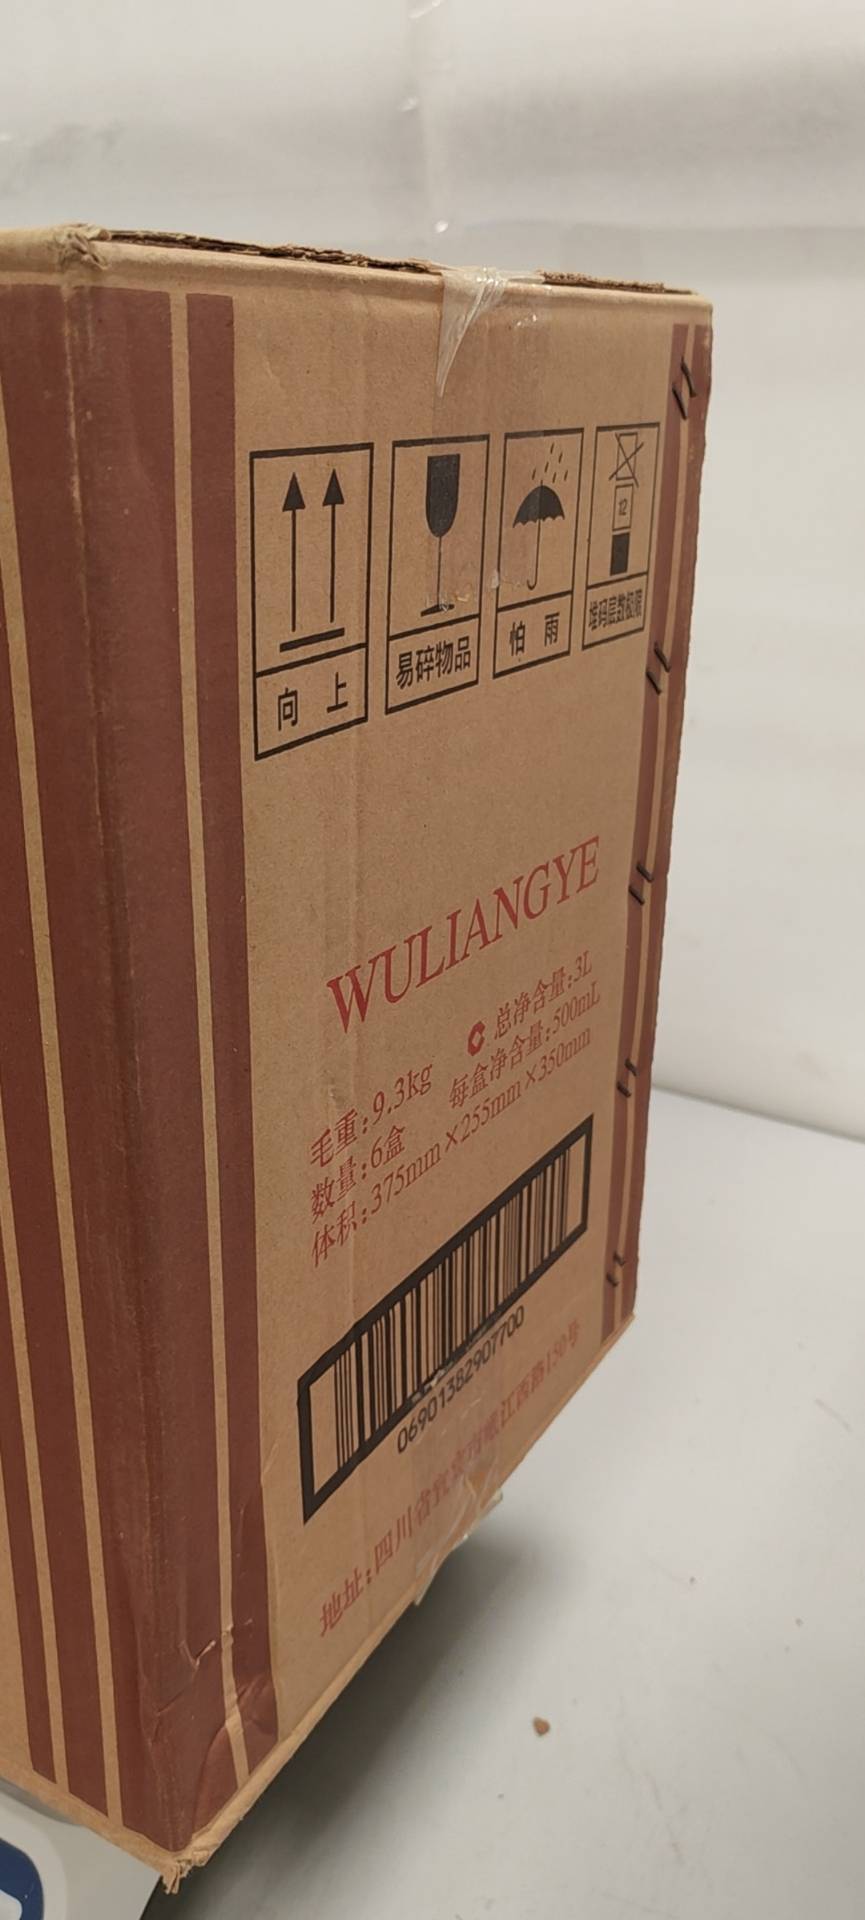 向 上
易碎物品
怕 雨
12
堆码层数极限
WULIANGYE
毛重:9.3kg 总净含量:3L
数量:6盒 每盒净含量:500mL
体积:375mm×255mm×350mm
06901382907700
地址:四川省宜宾市岷江西路150号